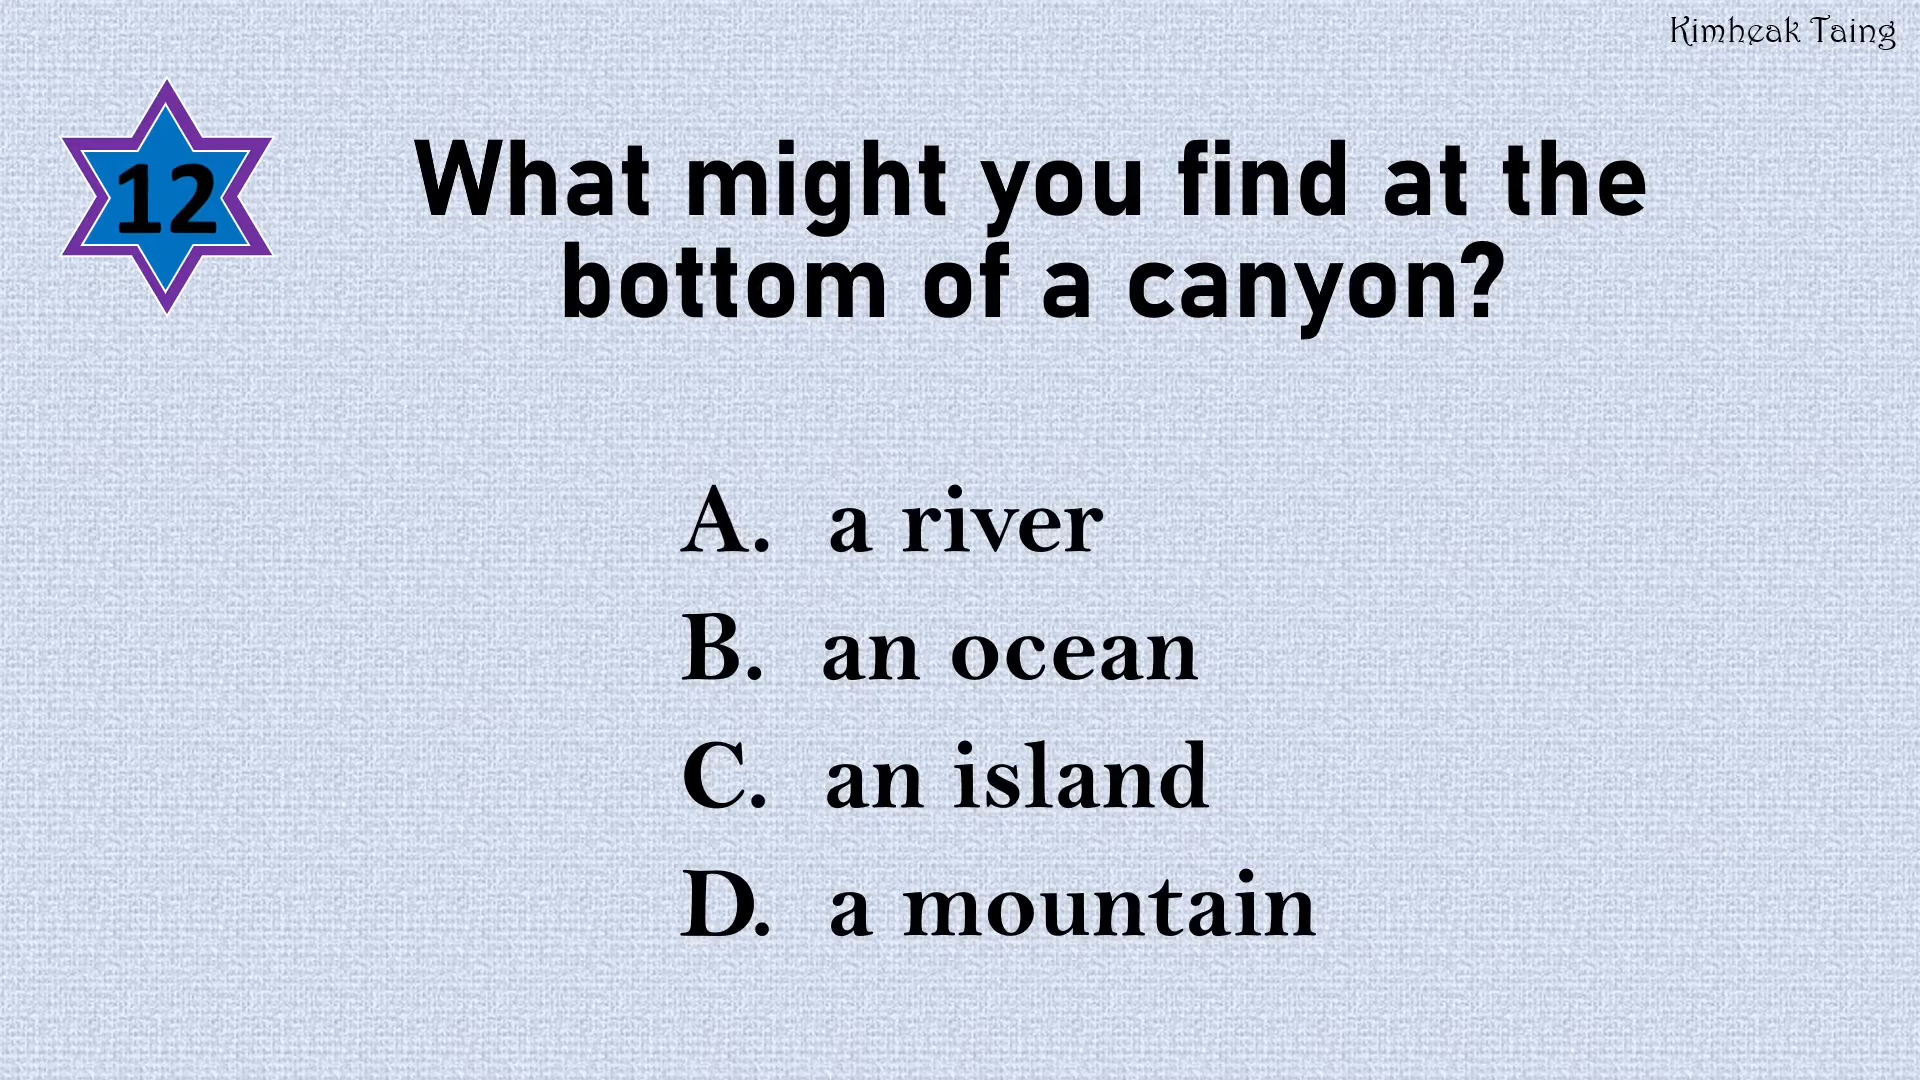 Kimheak Taing
12
What might you find at the
bottom of a canyon?
A. a river
B. an ocean
C. an island
D. a mountain